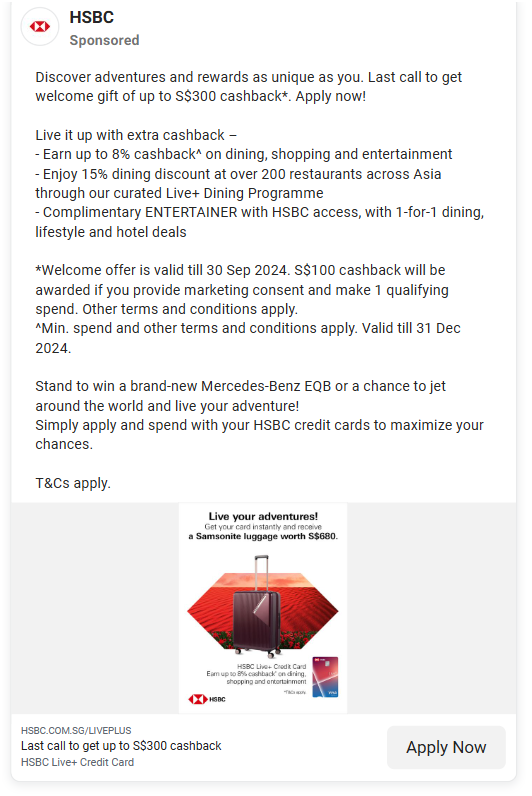 HSBC
Sponsored
Discover adventures and rewards as unique as you. Last call to get
welcome gift of up to S$300 cashback*. Apply now!
Live it up with extra cashback –
- Earn up to 8% cashback^ on dining, shopping and entertainment
- Enjoy 15% dining discount at over 200 restaurants across Asia
through our curated Live+ Dining Programme
- Complimentary ENTERTAINER with HSBC access, with 1-for-1 dining,
lifestyle and hotel deals
*Welcome offer is valid till 30 Sep 2024. S$100 cashback will be
awarded if you provide marketing consent and make 1 qualifying
spend. Other terms and conditions apply.
^Min. spend and other terms and conditions apply. Valid till 31 Dec
2024.
Stand to win a brand-new Mercedes-Benz EQB or a chance to jet
around the world and live your adventure!
Simply apply and spend with your HSBC credit cards to maximize your
chances.
T&Cs apply.
Live your adventures!
Get your card instantly and receive
a Samsonite luggage worth S$680.
HSBC Live+ Credit Card
Earn up to 8% cashback* on dining,
shopping and entertainment
*T&Cs apply
VISA
HSBC
HSBC.COM.SG/LIVEPLUS
Last call to get up to S$300 cashback
HSBC Live+ Credit Card
Apply Now